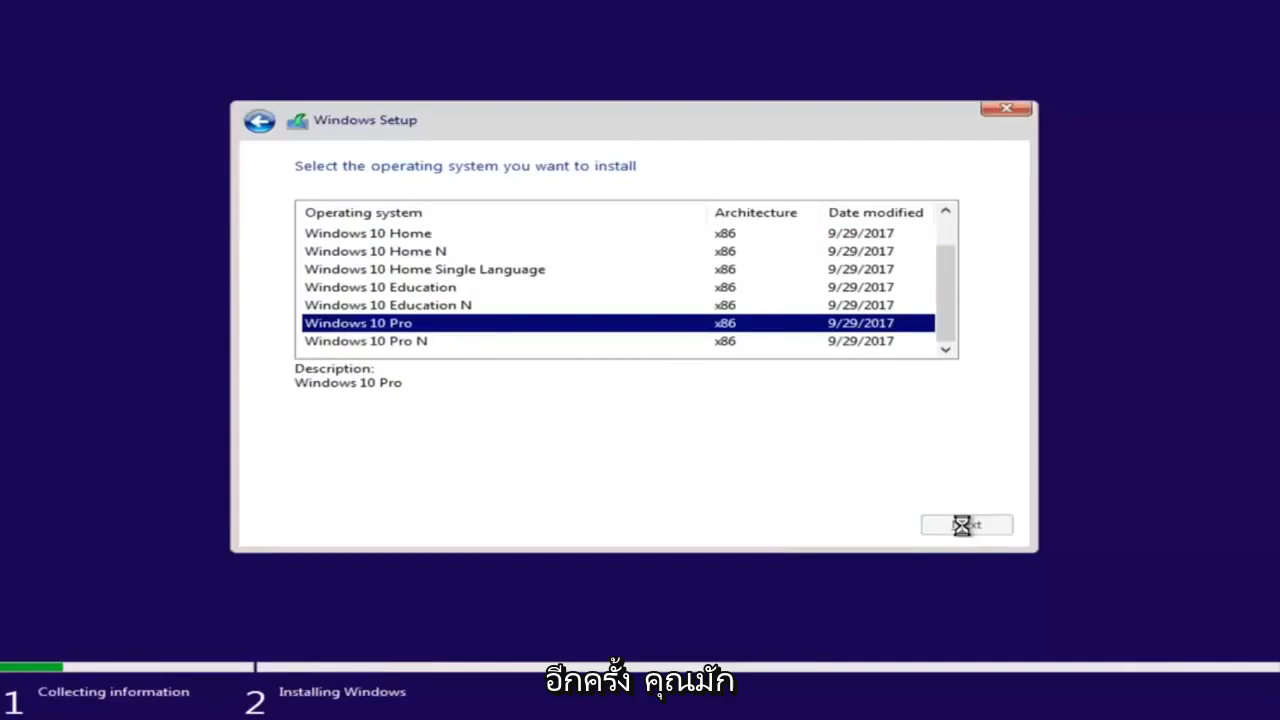 Windows Setup
Select the operating system you want to install
Operating system Architecture Date modified
Windows 10 Home x86 9/29/2017
Windows 10 Home N x86 9/29/2017
Windows 10 Home Single Language x86 9/29/2017
Windows 10 Education x86 9/29/2017
Windows 10 Education N x86 9/29/2017
Windows 10 Pro x86 9/29/2017
Windows 10 Pro N x86 9/29/2017
Description:
Windows 10 Pro
1 Collecting information 2 Installing Windows
อีกครั้ง คุณมัก